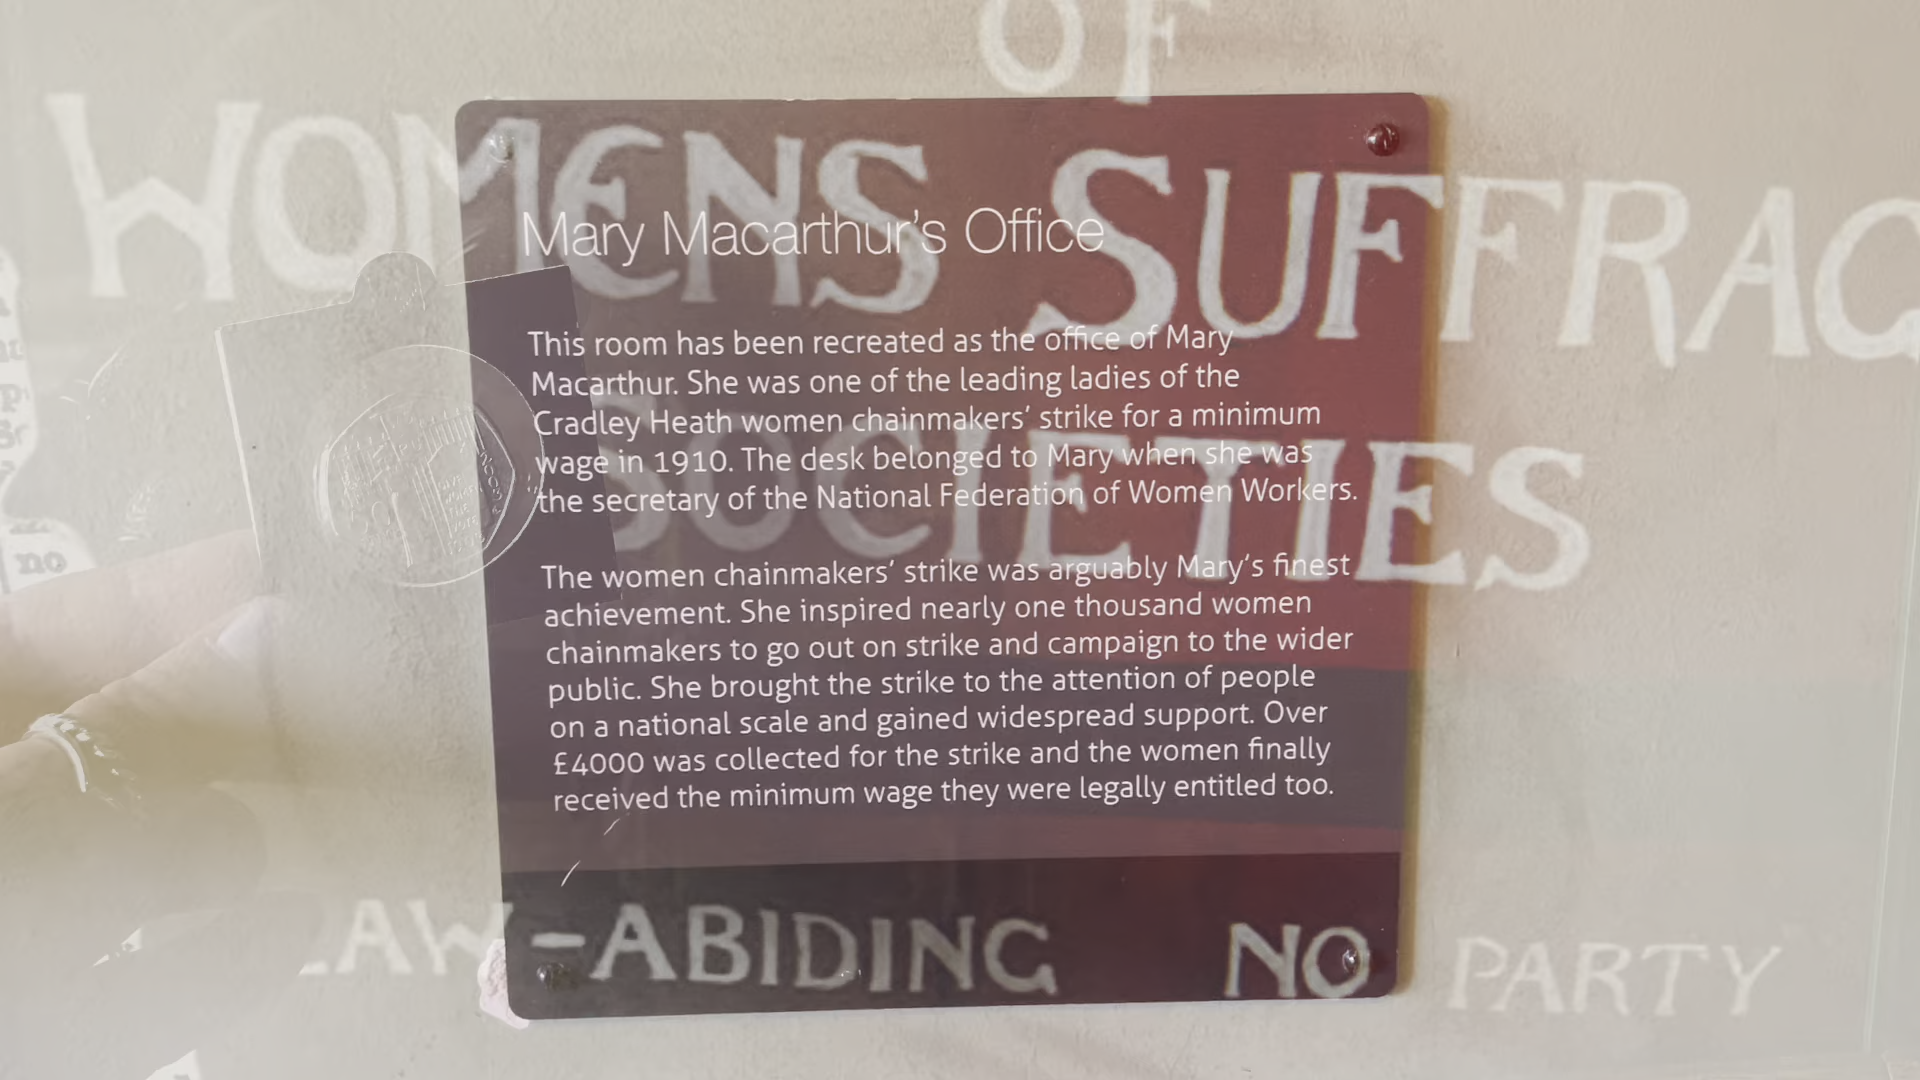 OF
WOMENS SUFFRAG
SOCIETIES
LAW-ABIDING NO PARTY
Mary Macarthur's Office
This room has been recreated as the office of Mary
Macarthur. She was one of the leading ladies of the
Cradley Heath women chainmakers' strike for a minimum
wage in 1910. The desk belonged to Mary when she was
the secretary of the National Federation of Women Workers.
The women chainmakers' strike was arguably Mary's finest
achievement. She inspired nearly one thousand women
chainmakers to go out on strike and campaign to the wider
public. She brought the strike to the attention of people
on a national scale and gained widespread support. Over
£4000 was collected for the strike and the women finally
received the minimum wage they were legally entitled too.
no